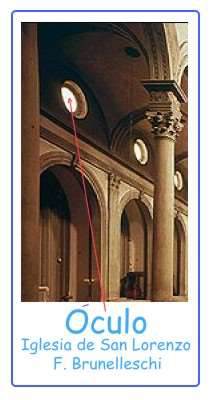 Óculo
Iglesia de San Lorenzo
F. Brunelleschi